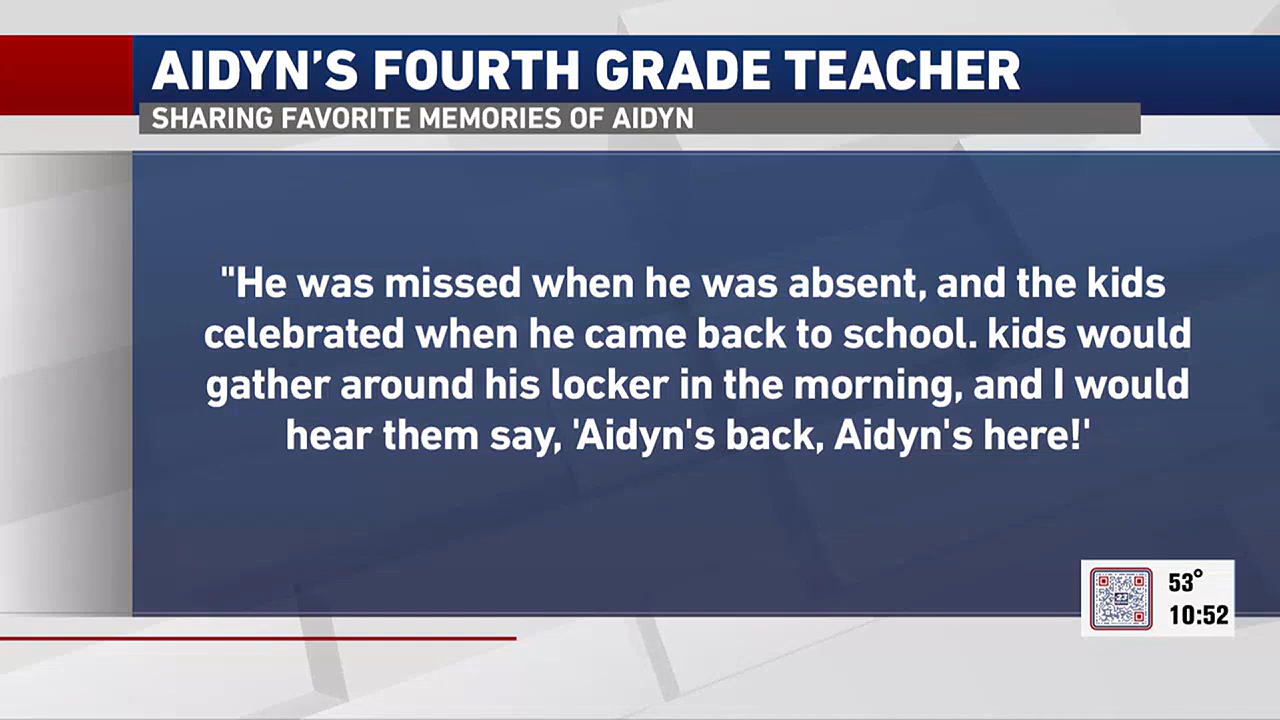 AIDYN'S FOURTH GRADE TEACHER
SHARING FAVORITE MEMORIES OF AIDYN
"He was missed when he was absent, and the kids
celebrated when he came back to school. kids would
gather around his locker in the morning, and I would
hear them say, 'Aidyn's back, Aidyn's here!'
53°
10:52